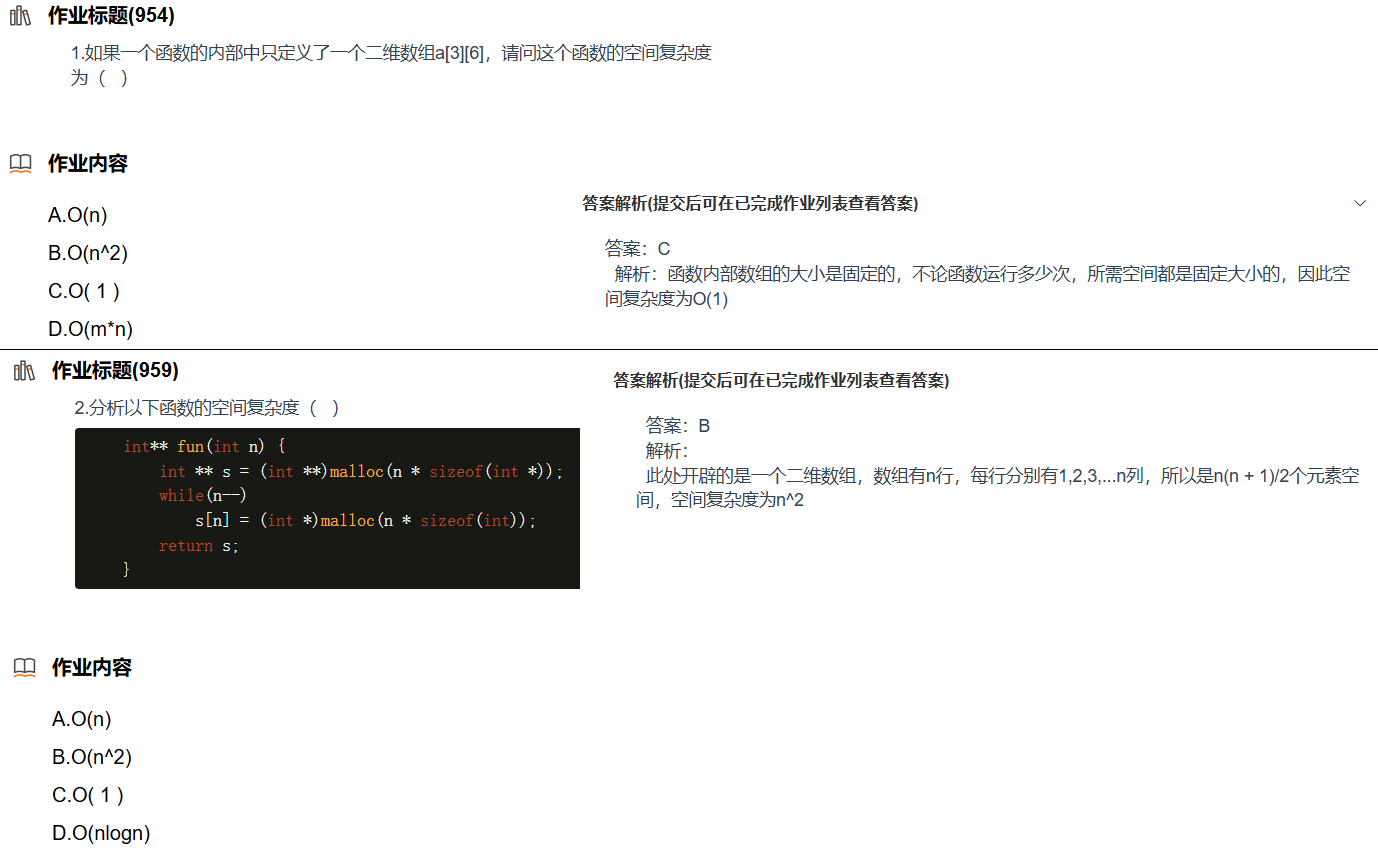 作业标题(954)
1.如果一个函数的内部中只定义了一个二维数组a[3][6]，请问这个函数的空间复杂度
为（ ）
作业内容
A.O(n)
B.O(n^2)
C.O( 1 )
D.O(m*n)
答案解析(提交后可在已完成作业列表查看答案)
答案：C
解析：函数内部数组的大小是固定的，不论函数运行多少次，所需空间都是固定大小的，因此空
间复杂度为O(1)
作业标题(959)
2.分析以下函数的空间复杂度（ ）
int** fun(int n) {
int ** s = (int **)malloc(n * sizeof(int *));
while(n--)
s[n] = (int *)malloc(n * sizeof(int));
return s;
}
答案解析(提交后可在已完成作业列表查看答案)
答案：B
解析：
此处开辟的是一个二维数组，数组有n行，每行分别有1,2,3,...n列，所以是n(n + 1)/2个元素空
间，空间复杂度为n^2
作业内容
A.O(n)
B.O(n^2)
C.O( 1 )
D.O(nlogn)